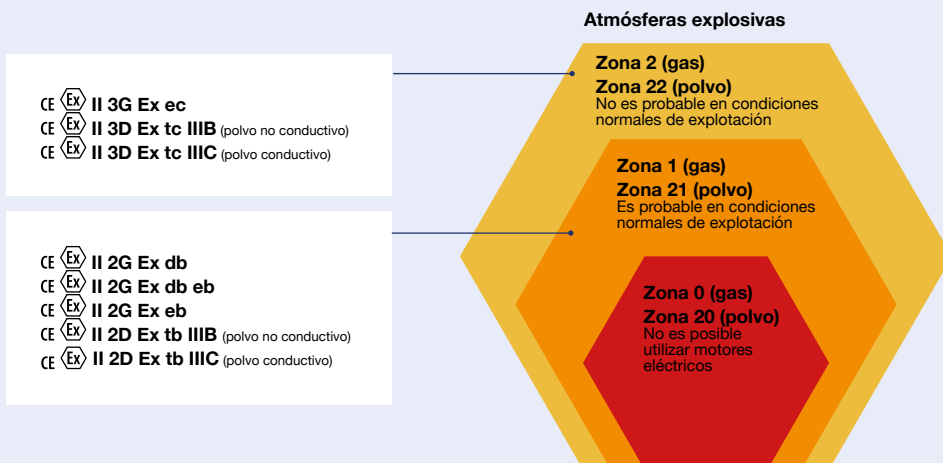 Atmósferas explosivas
CE Ex II 3G Ex ec
CE Ex II 3D Ex tc IIIB (polvo no conductivo)
CE Ex II 3D Ex tc IIIC (polvo conductivo)
CE Ex II 2G Ex db
CE Ex II 2G Ex db eb
CE Ex II 2G Ex eb
CE Ex II 2D Ex tb IIIB (polvo no conductivo)
CE Ex II 2D Ex tb IIIC (polvo conductivo)
Zona 2 (gas)
Zona 22 (polvo)
No es probable en condiciones
normales de explotación
Zona 1 (gas)
Zona 21 (polvo)
Es probable en condiciones
normales de explotación
Zona 0 (gas)
Zona 20 (polvo)
No es posible
utilizar motores
eléctricos